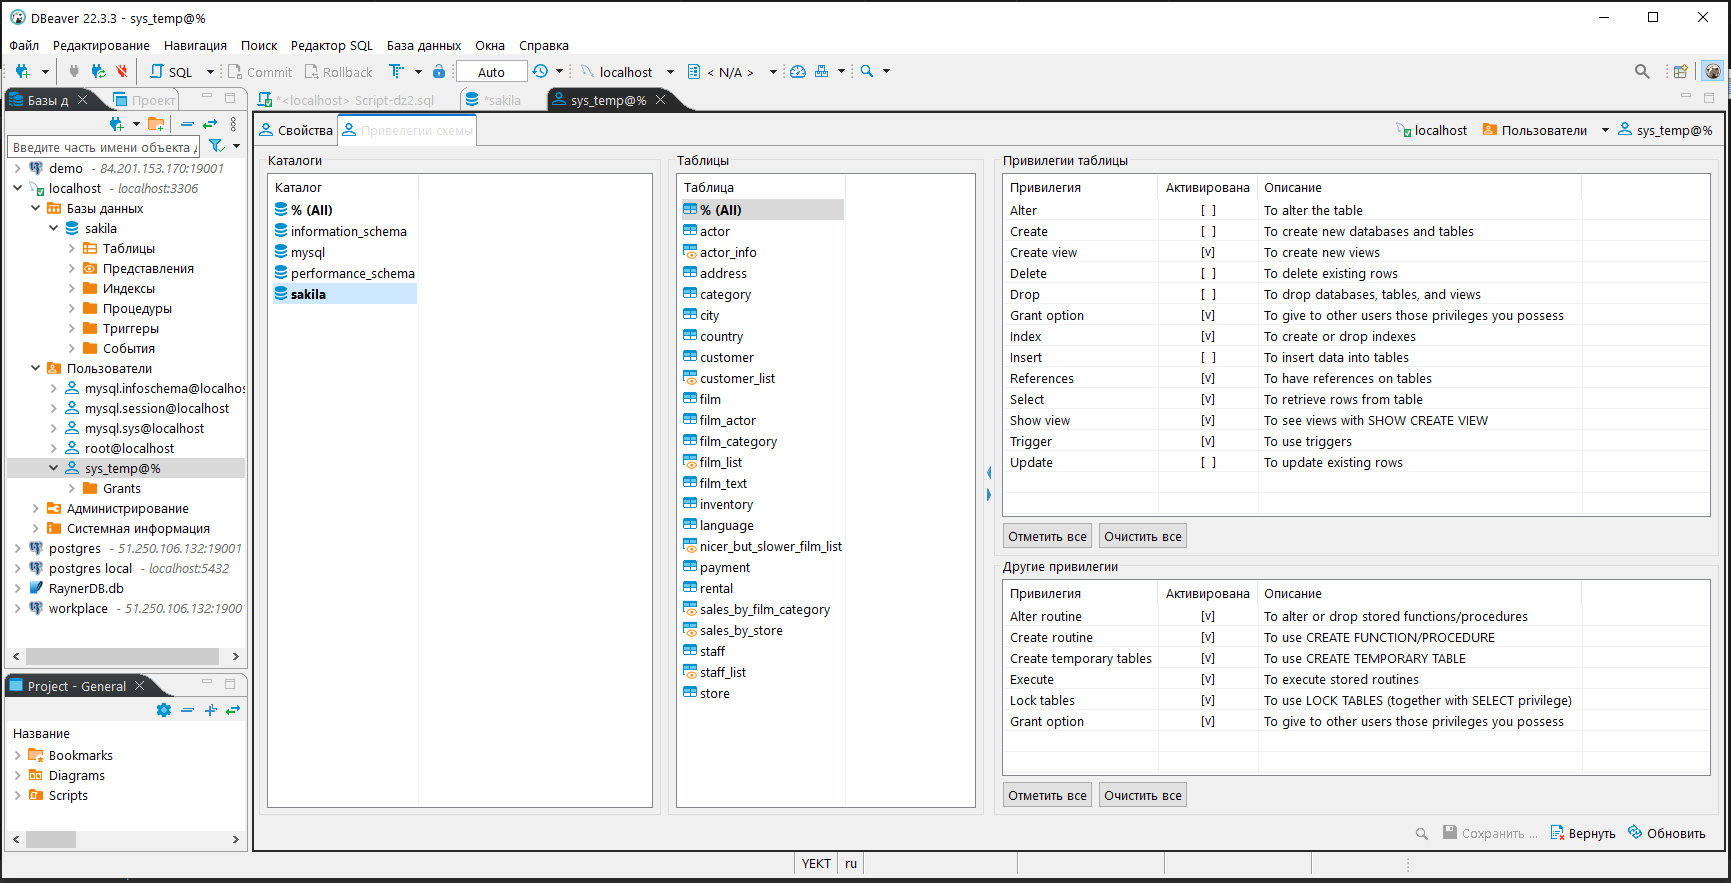 DBeaver 22.3.3 - sys_temp@%
Файл Редактирование Навигация Поиск Редактор SQL База данных Окна Справка
SQL Commit Rollback Auto localhost < N/A >
Базы д Проект
*<localhost> Script-dz2.sql *sakila sys_temp@%
Введите часть имени объекта
demo - 84.201.153.170:19001
localhost - localhost:3306
Базы данных
sakila
Таблицы
Представления
Индексы
Процедуры
Триггеры
События
Пользователи
mysql.infoschema@localhos
mysql.session@localhost
mysql.sys@localhost
root@localhost
sys_temp@%
Grants
Администрирование
Системная информация
postgres - 51.250.106.132:19001
postgres local - localhost:5432
RaynerDB.db
workplace - 51.250.106.132:1900
Project - General
Название
Bookmarks
Diagrams
Scripts
Свойства Привелегии схемы
localhost Пользователи sys_temp@%
Каталоги
Каталог
% (All)
information_schema
mysql
performance_schema
sakila
Таблицы
Таблица
% (All)
actor
actor_info
address
category
city
country
customer
customer_list
film
film_actor
film_category
film_list
film_text
inventory
language
nicer_but_slower_film_list
payment
rental
sales_by_film_category
sales_by_store
staff
staff_list
store
Привилегии таблицы
Привилегия Активирована Описание
Alter [ ] To alter the table
Create [ ] To create new databases and tables
Create view [v] To create new views
Delete [ ] To delete existing rows
Drop [ ] To drop databases, tables, and views
Grant option [v] To give to other users those privileges you possess
Index [v] To create or drop indexes
Insert [ ] To insert data into tables
References [v] To have references on tables
Select [v] To retrieve rows from table
Show view [v] To see views with SHOW CREATE VIEW
Trigger [v] To use triggers
Update [ ] To update existing rows
Отметить все Очистить все
Другие привилегии
Привилегия Активирована Описание
Alter routine [v] To alter or drop stored functions/procedures
Create routine [v] To use CREATE FUNCTION/PROCEDURE
Create temporary tables [v] To use CREATE TEMPORARY TABLE
Execute [v] To execute stored routines
Lock tables [v] To use LOCK TABLES (together with SELECT privilege)
Grant option [v] To give to other users those privileges you possess
Отметить все Очистить все
Сохранить ... Вернуть Обновить
YEKT ru